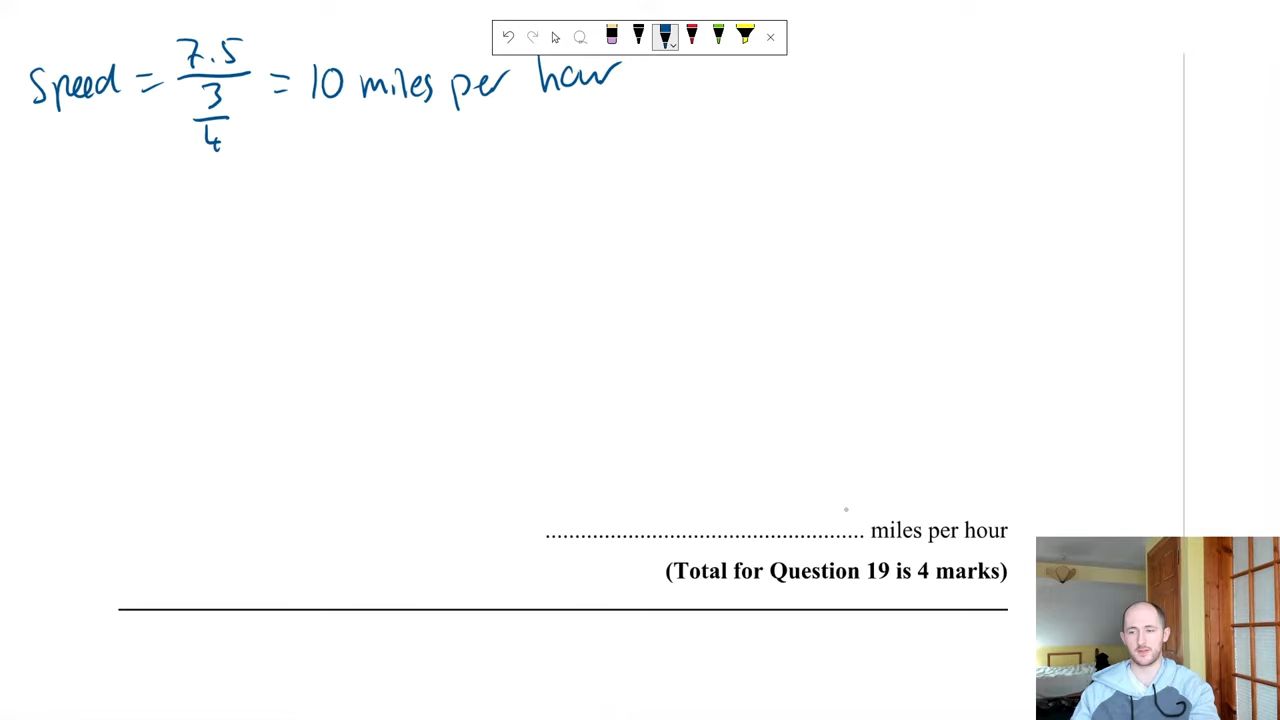 Speed = 7.5 / (3/4) = 10 miles per hour
................................................ miles per hour
(Total for Question 19 is 4 marks)